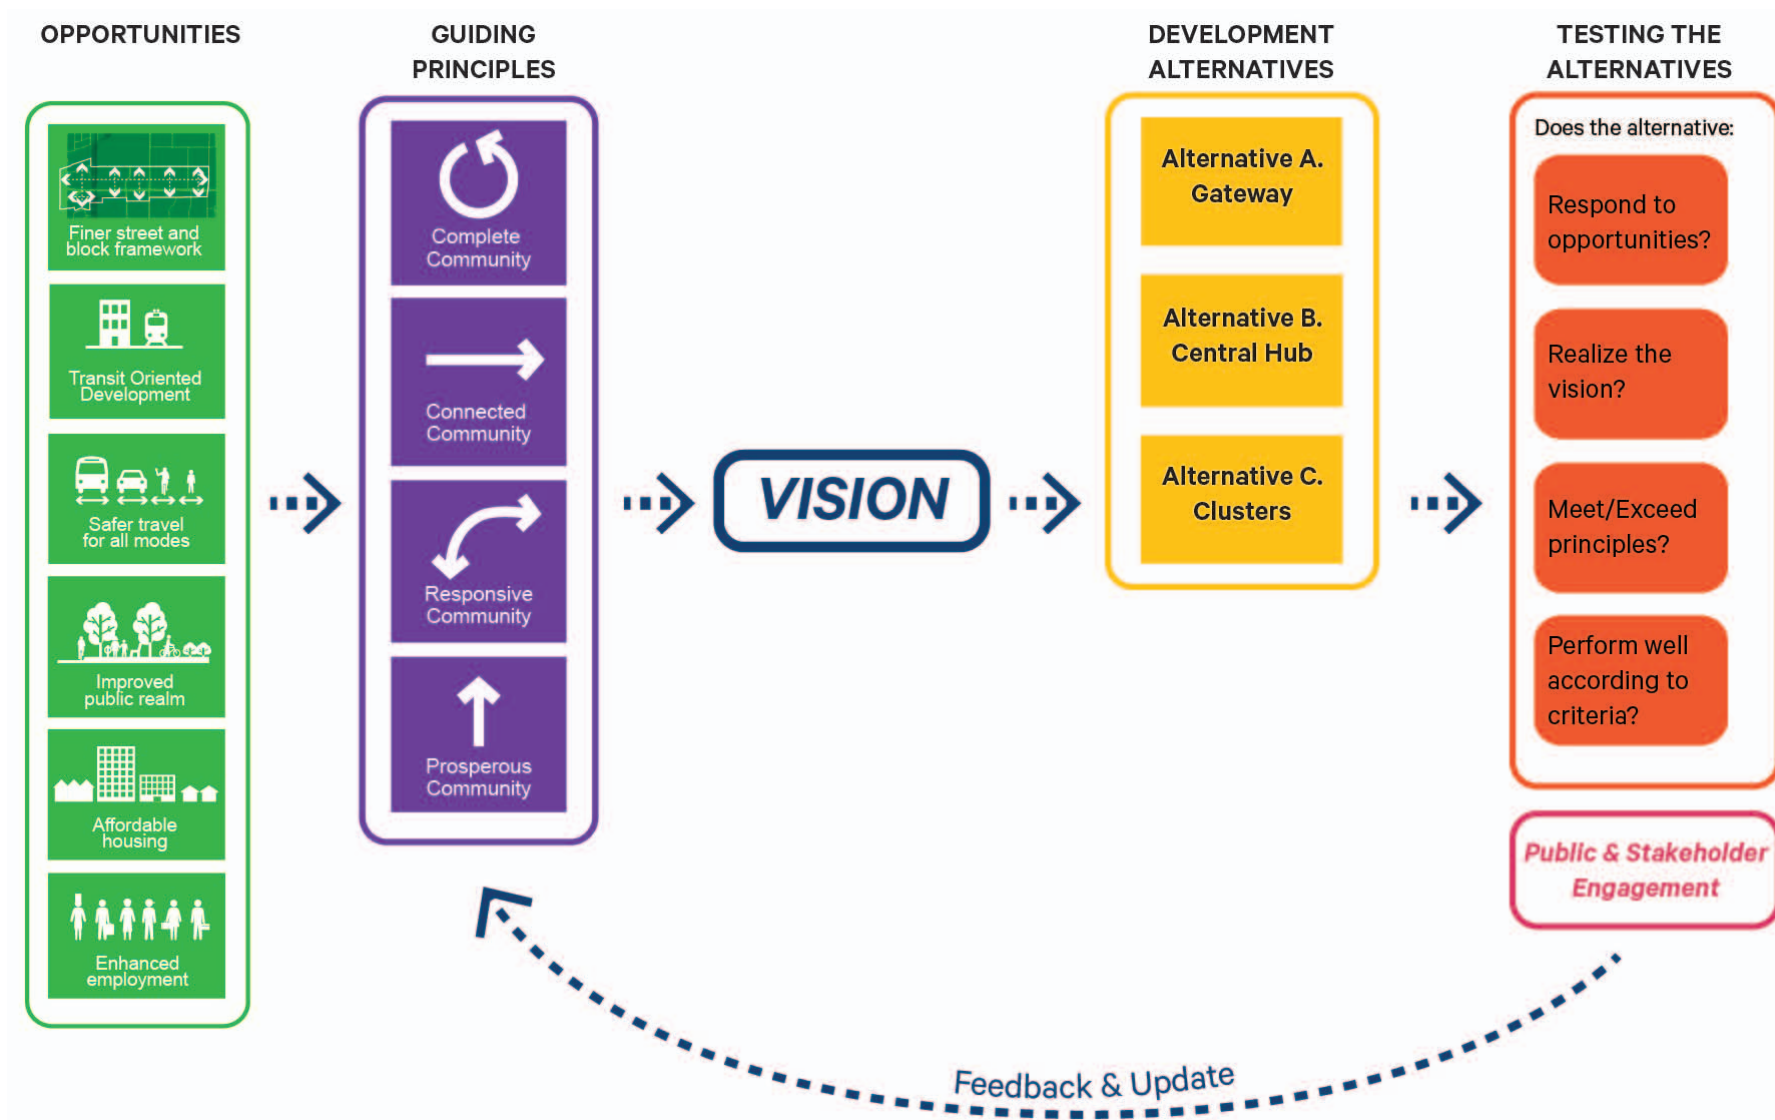 OPPORTUNITIES
Finer street and
block framework
Transit Oriented
Development
Safer travel
for all modes
Improved
public realm
Affordable
housing
Enhanced
employment
GUIDING
PRINCIPLES
Complete
Community
Connected
Community
Responsive
Community
Prosperous
Community
VISION
DEVELOPMENT
ALTERNATIVES
Alternative A.
Gateway
Alternative B.
Central Hub
Alternative C.
Clusters
TESTING THE
ALTERNATIVES
Does the alternative:
Respond to
opportunities?
Realize the
vision?
Meet/Exceed
principles?
Perform well
according to
criteria?
Public & Stakeholder
Engagement
Feedback & Update